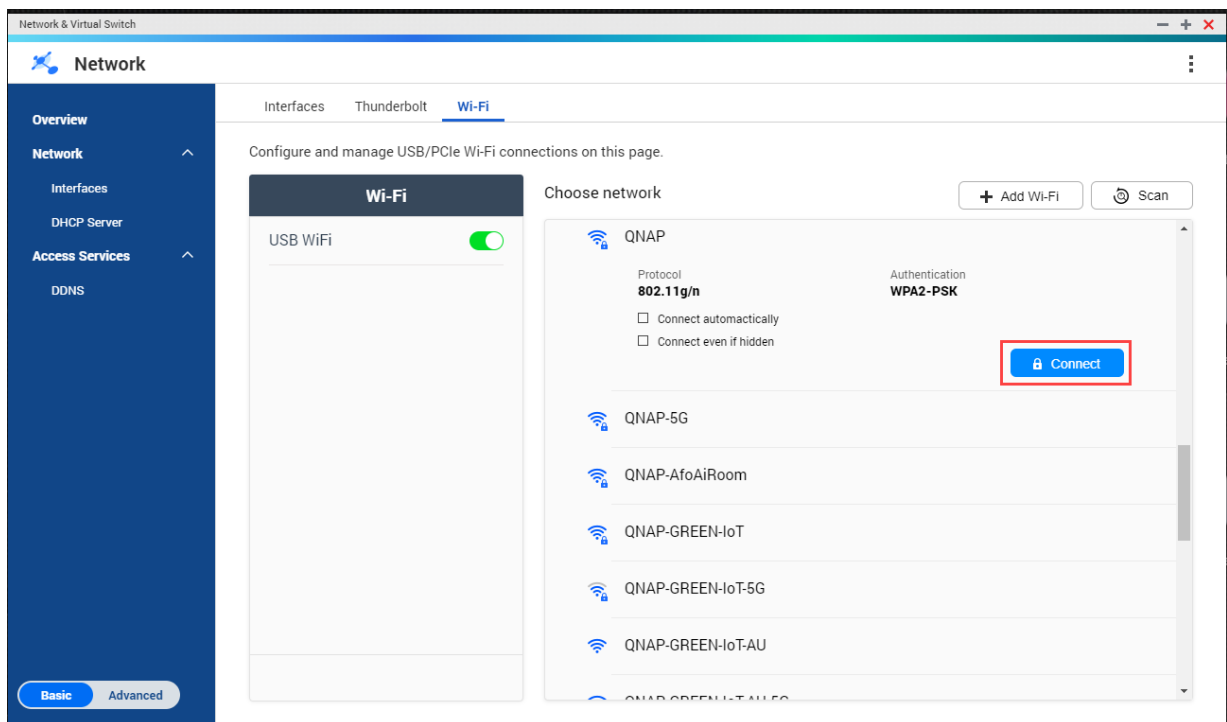 Network & Virtual Switch
Network
Overview
Network
Interfaces
DHCP Server
Access Services
DDNS
Basic
Advanced
Interfaces Thunderbolt Wi-Fi
Configure and manage USB/PCIe Wi-Fi connections on this page.
Wi-Fi
USB WiFi
Choose network
+ Add Wi-Fi
Scan
QNAP
Protocol
802.11g/n
Authentication
WPA2-PSK
Connect automactically
Connect even if hidden
Connect
QNAP-5G
QNAP-AfoAiRoom
QNAP-GREEN-IoT
QNAP-GREEN-IoT-5G
QNAP-GREEN-IoT-AU